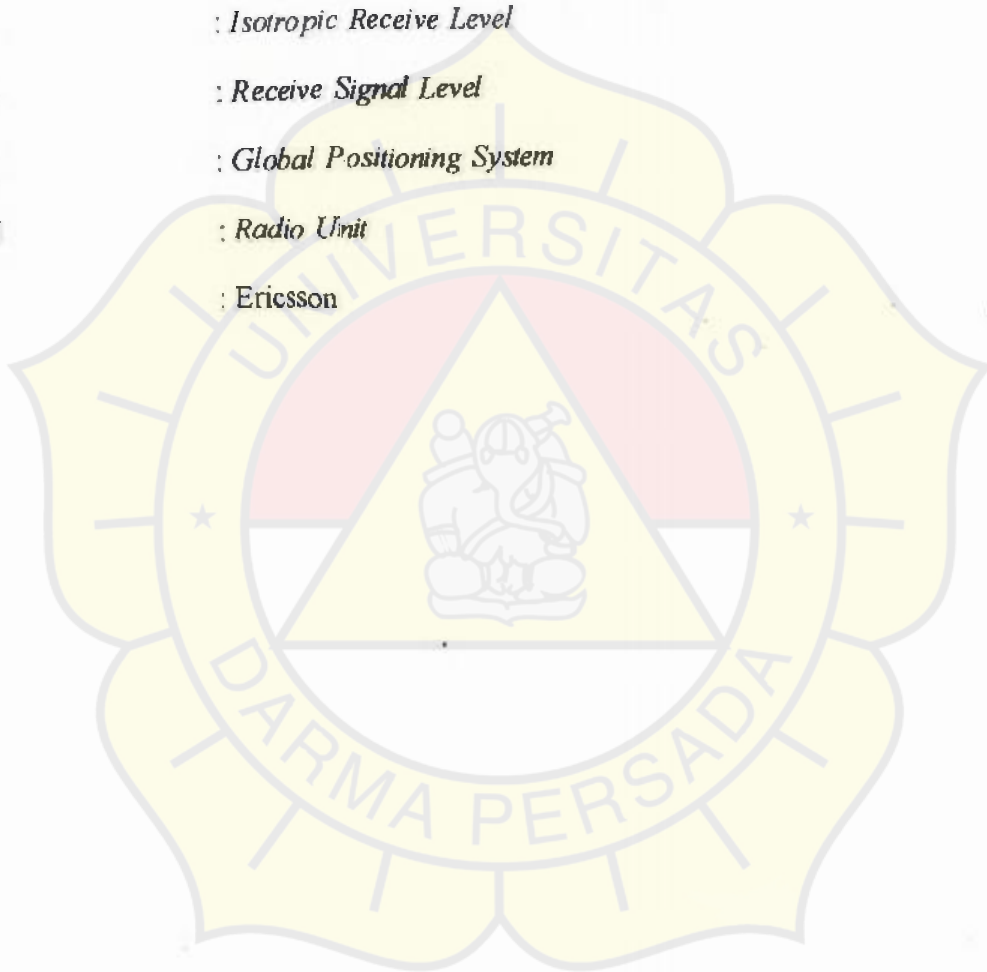 : Isotropic Receive Level
: Receive Signal Level
: Global Positioning System
: Radio Unit
: Ericsson
UNIVERSITAS
DARMA PERSADA